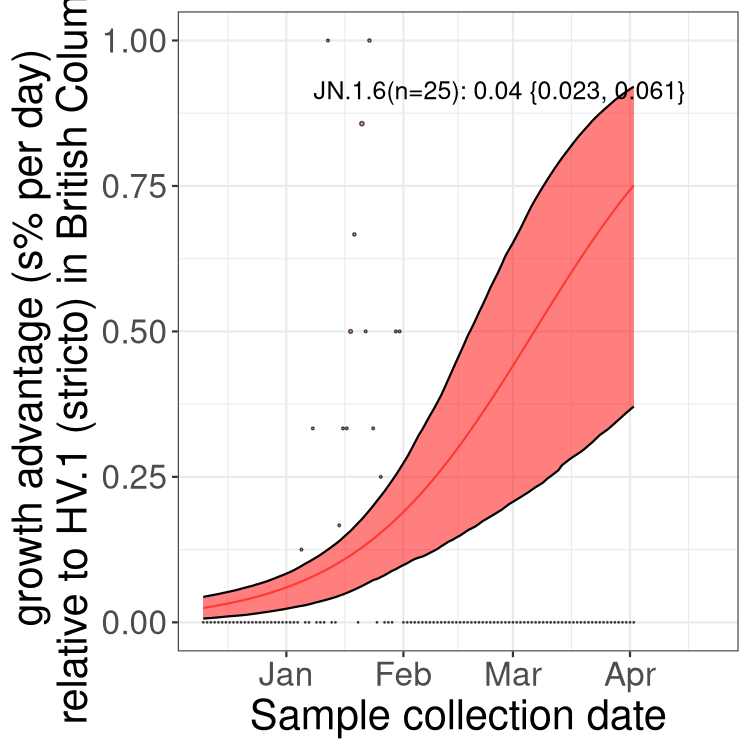 growth advantage (s% per day)
relative to HV.1 (stricto) in British Colum
1.00
0.75
0.50
0.25
0.00
JN.1.6(n=25): 0.04 {0.023, 0.061}
Jan Feb Mar Apr
Sample collection date